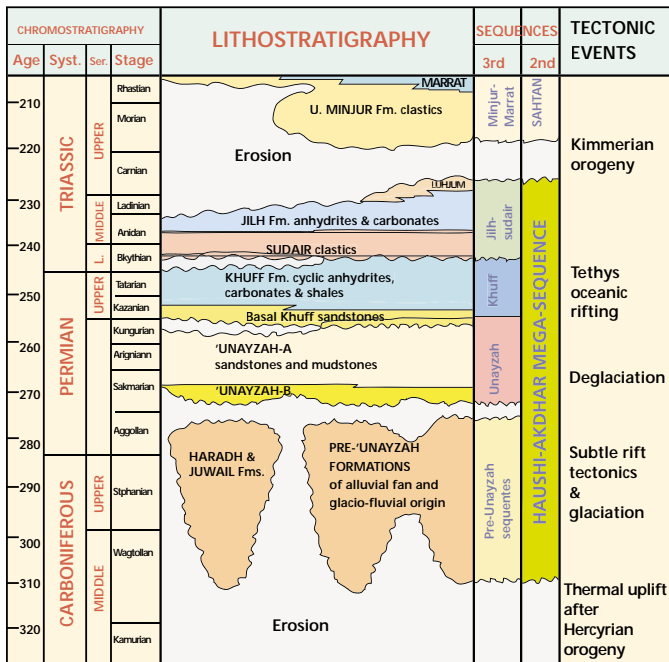 CHROMOSTRATIGRAPHY
Age
Syst.
Ser.
Stage
LITHOSTRATIGRAPHY
SEQUENCES
3rd
2nd
TECTONIC
EVENTS
210
220
230
240
250
260
270
280
290
300
310
320
TRIASSIC
PERMIAN
CARBONIFEROUS
UPPER
MIDDLE
L.
UPPER
UPPER
MIDDLE
Rhastian
Morian
Carnian
Ladinian
Anidan
Bkythian
Tatarian
Kazanian
Kungurian
Arigniann
Sakmarian
Aggollan
Stphanian
Wagtollan
Kamurian
MARRAT
U. MINJUR Fm. clastics
Erosion
JILH Fm. anhydrites & carbonates
SUDAIR clastics
KHUFF Fm. cyclic anhydrites,
carbonates & shales
Basal Khuff sandstones
'UNAYZAH-A
sandstones and mudstones
'UNAYZAH-B
HARADH &
JUWAIL Fms.
PRE-'UNAYZAH
FORMATIONS
of alluvial fan and
glacio-fluvial origin
Erosion
Minjur-
Marrat
Jilh-
sudair
Khuff
Unayzah
Pre-Unayzah
sequentes
SAHTAN
HAUSHI-AKDHAR MEGA-SEQUENCE
Kimmerian
orogeny
Tethys
oceanic
rifting
Deglaciation
Subtle rift
tectonics
&
glaciation
Thermal uplift
after
Hercyrian
orogeny